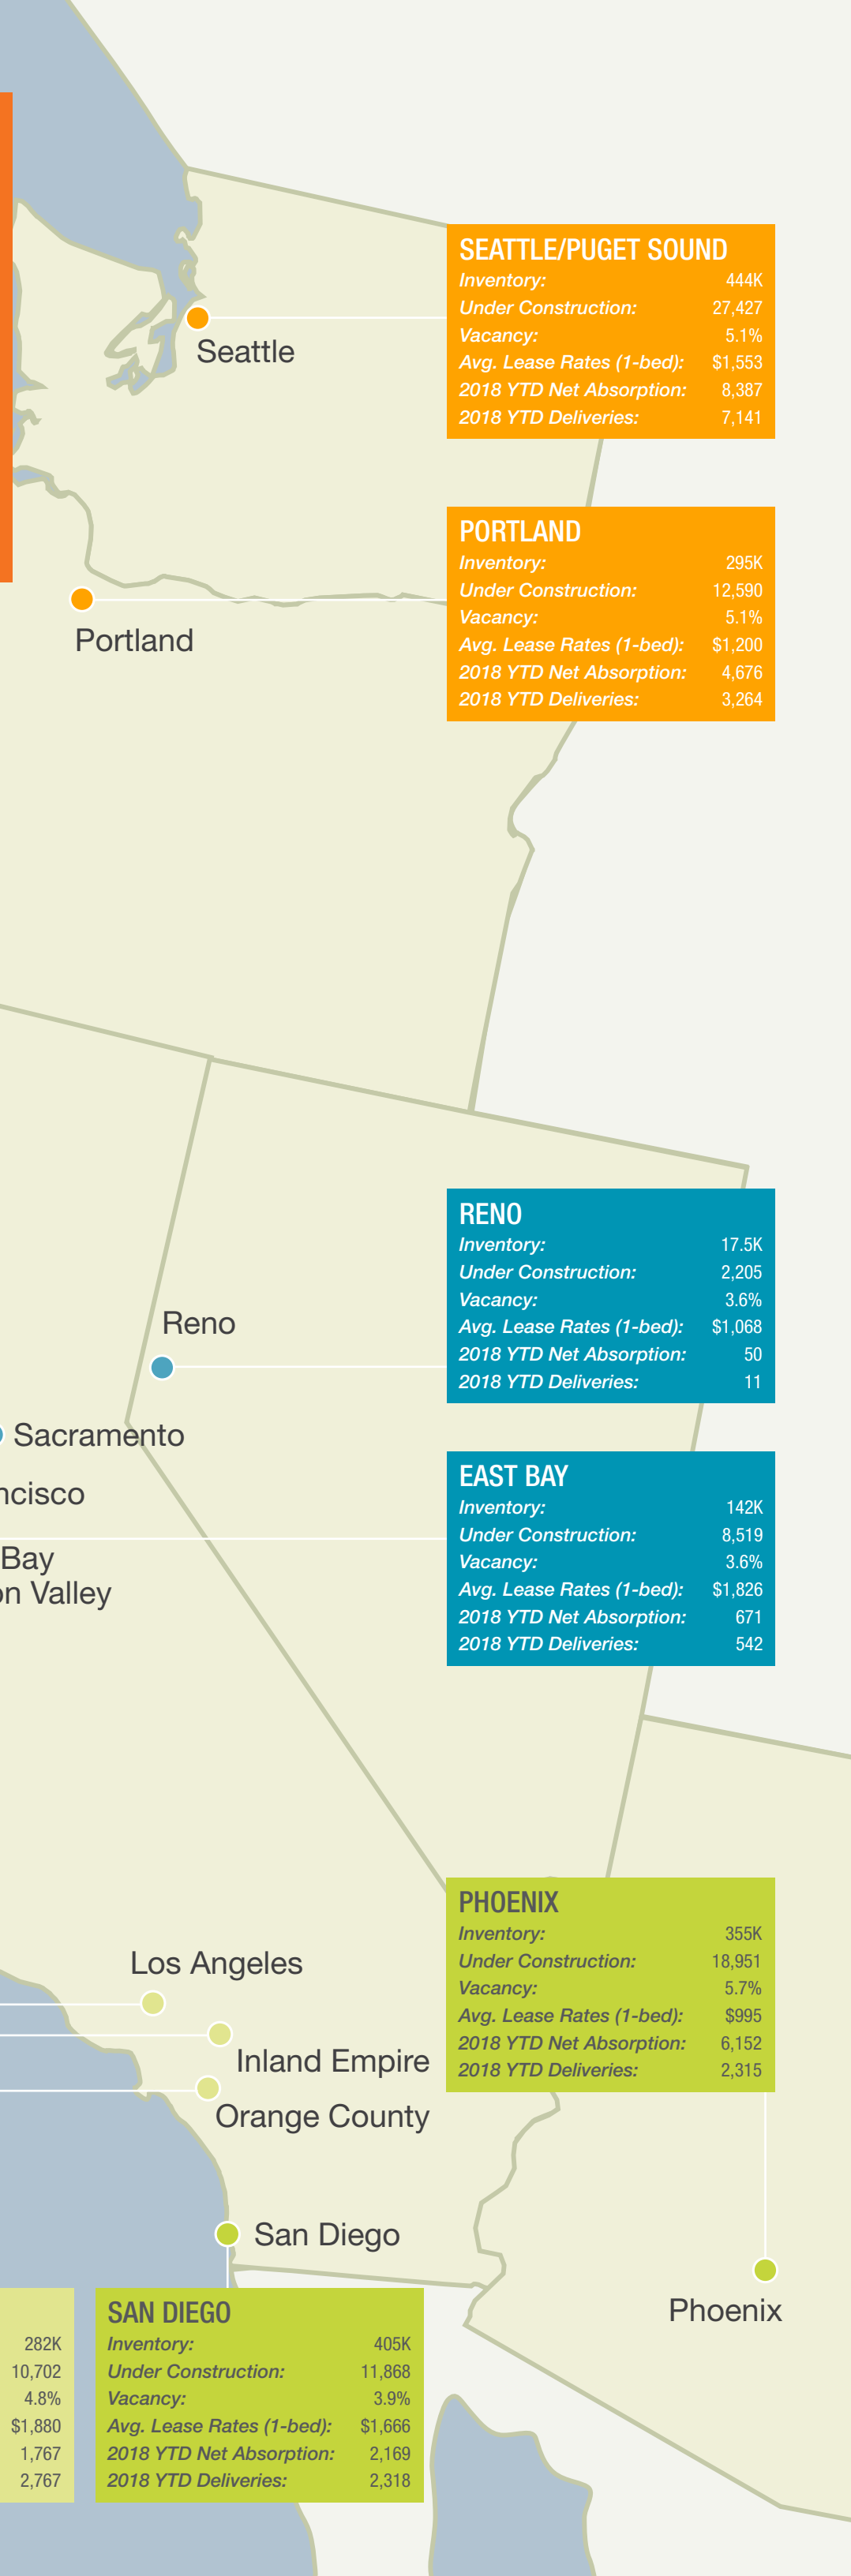 SEATTLE/PUGET SOUND
Inventory: 444K
Under Construction: 27,427
Vacancy: 5.1%
Avg. Lease Rates (1-bed): $1,553
2018 YTD Net Absorption: 8,387
2018 YTD Deliveries: 7,141
Seattle
PORTLAND
Inventory: 295K
Under Construction: 12,590
Vacancy: 5.1%
Avg. Lease Rates (1-bed): $1,200
2018 YTD Net Absorption: 4,676
2018 YTD Deliveries: 3,264
Portland
RENO
Inventory: 17.5K
Under Construction: 2,205
Vacancy: 3.6%
Avg. Lease Rates (1-bed): $1,068
2018 YTD Net Absorption: 50
2018 YTD Deliveries: 11
Reno
Sacramento
ncisco
Bay
on Valley
EAST BAY
Inventory: 142K
Under Construction: 8,519
Vacancy: 3.6%
Avg. Lease Rates (1-bed): $1,826
2018 YTD Net Absorption: 671
2018 YTD Deliveries: 542
PHOENIX
Inventory: 355K
Under Construction: 18,951
Vacancy: 5.7%
Avg. Lease Rates (1-bed): $995
2018 YTD Net Absorption: 6,152
2018 YTD Deliveries: 2,315
Los Angeles
Inland Empire
Orange County
San Diego
Phoenix
282K
10,702
4.8%
$1,880
1,767
2,767
SAN DIEGO
Inventory: 405K
Under Construction: 11,868
Vacancy: 3.9%
Avg. Lease Rates (1-bed): $1,666
2018 YTD Net Absorption: 2,169
2018 YTD Deliveries: 2,318